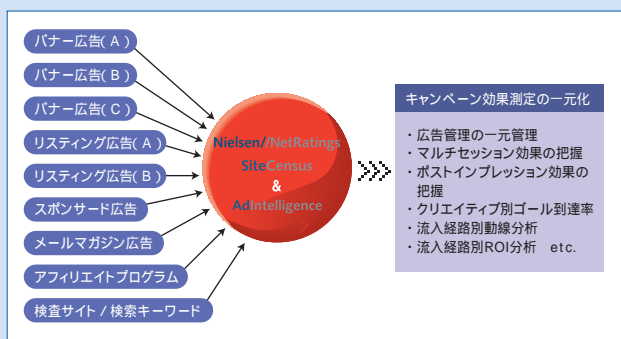 バナー広告( A )
バナー広告( B )
バナー広告( C )
リスティング広告( A )
リスティング広告( B )
スポンサード広告
メールマガジン広告
アフィリエイトプログラム
検査サイト / 検索キーワード
Nielsen//NetRatings
SiteCensus
&
AdIntelligence
キャンペーン効果測定の一元化
・広告管理の一元管理
・マルチセッション効果の把握
・ポストインプレッション効果の
把握
・クリエイティブ別ゴール到達率
・流入経路別動線分析
・流入経路別ROI分析 etc.